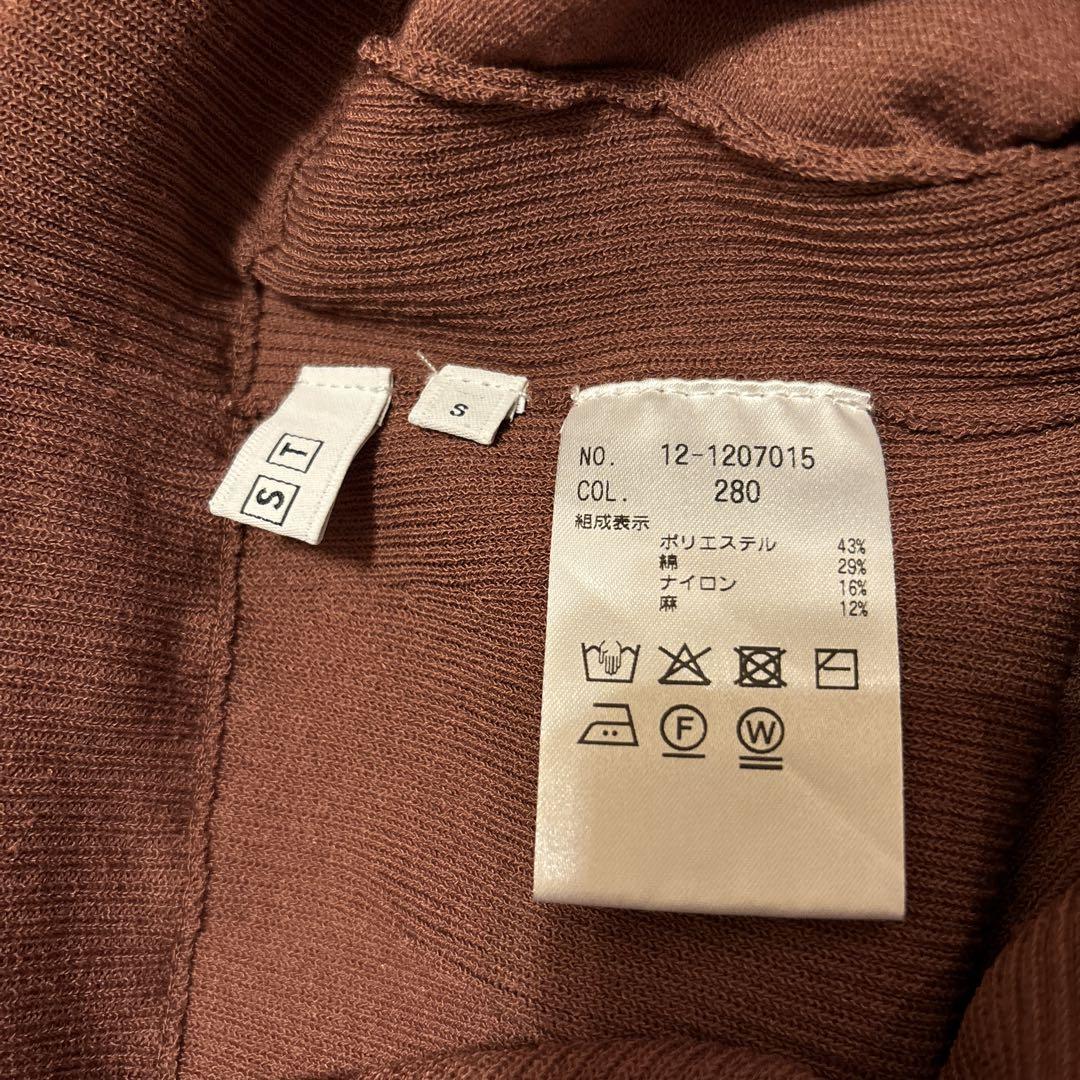 S T
S
NO. 12-1207015
COL. 280
組成表示
ポリエステル 43%
綿 29%
ナイロン 16%
麻 12%
F W